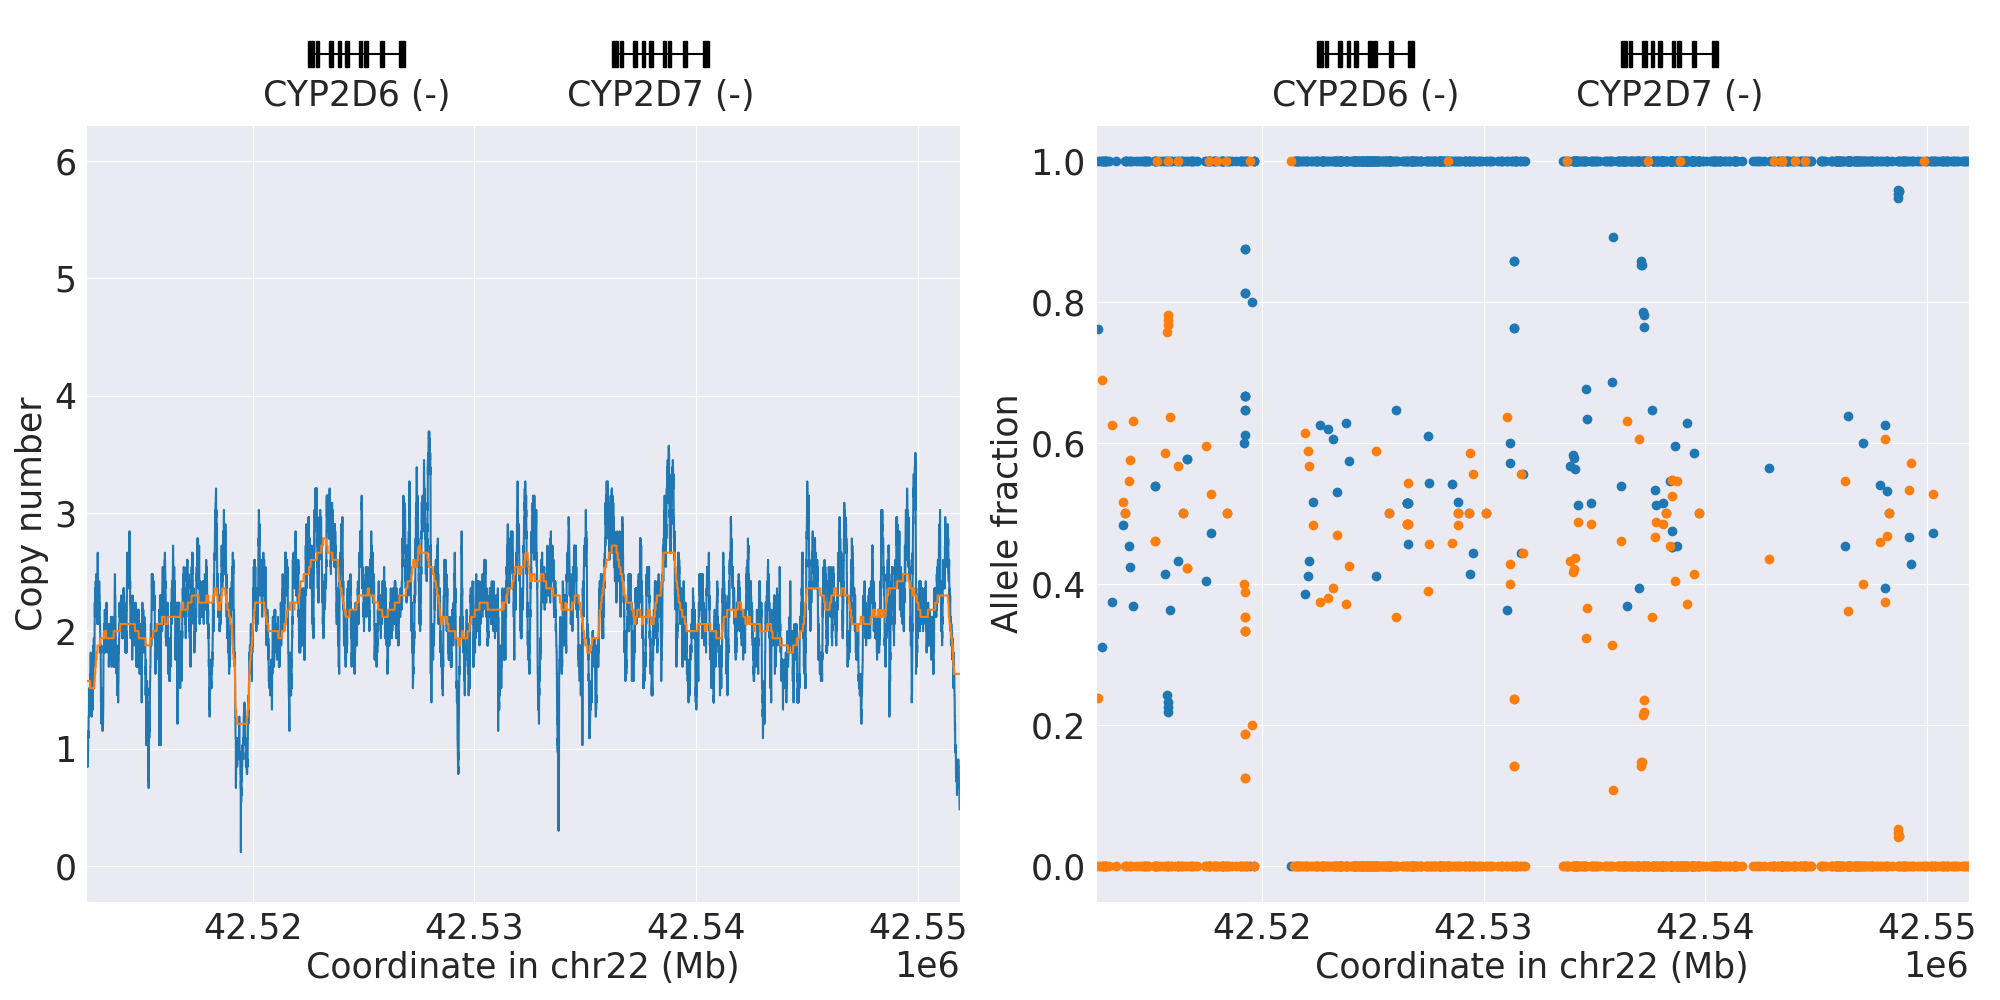 CYP2D6 (-) CYP2D7 (-)
6
5
4
3
2
1
0
Copy number
42.52 42.53 42.54 42.55
Coordinate in chr22 (Mb) 1e6
CYP2D6 (-) CYP2D7 (-)
1.0
0.8
0.6
0.4
0.2
0.0
Allele fraction
42.52 42.53 42.54 42.55
Coordinate in chr22 (Mb) 1e6